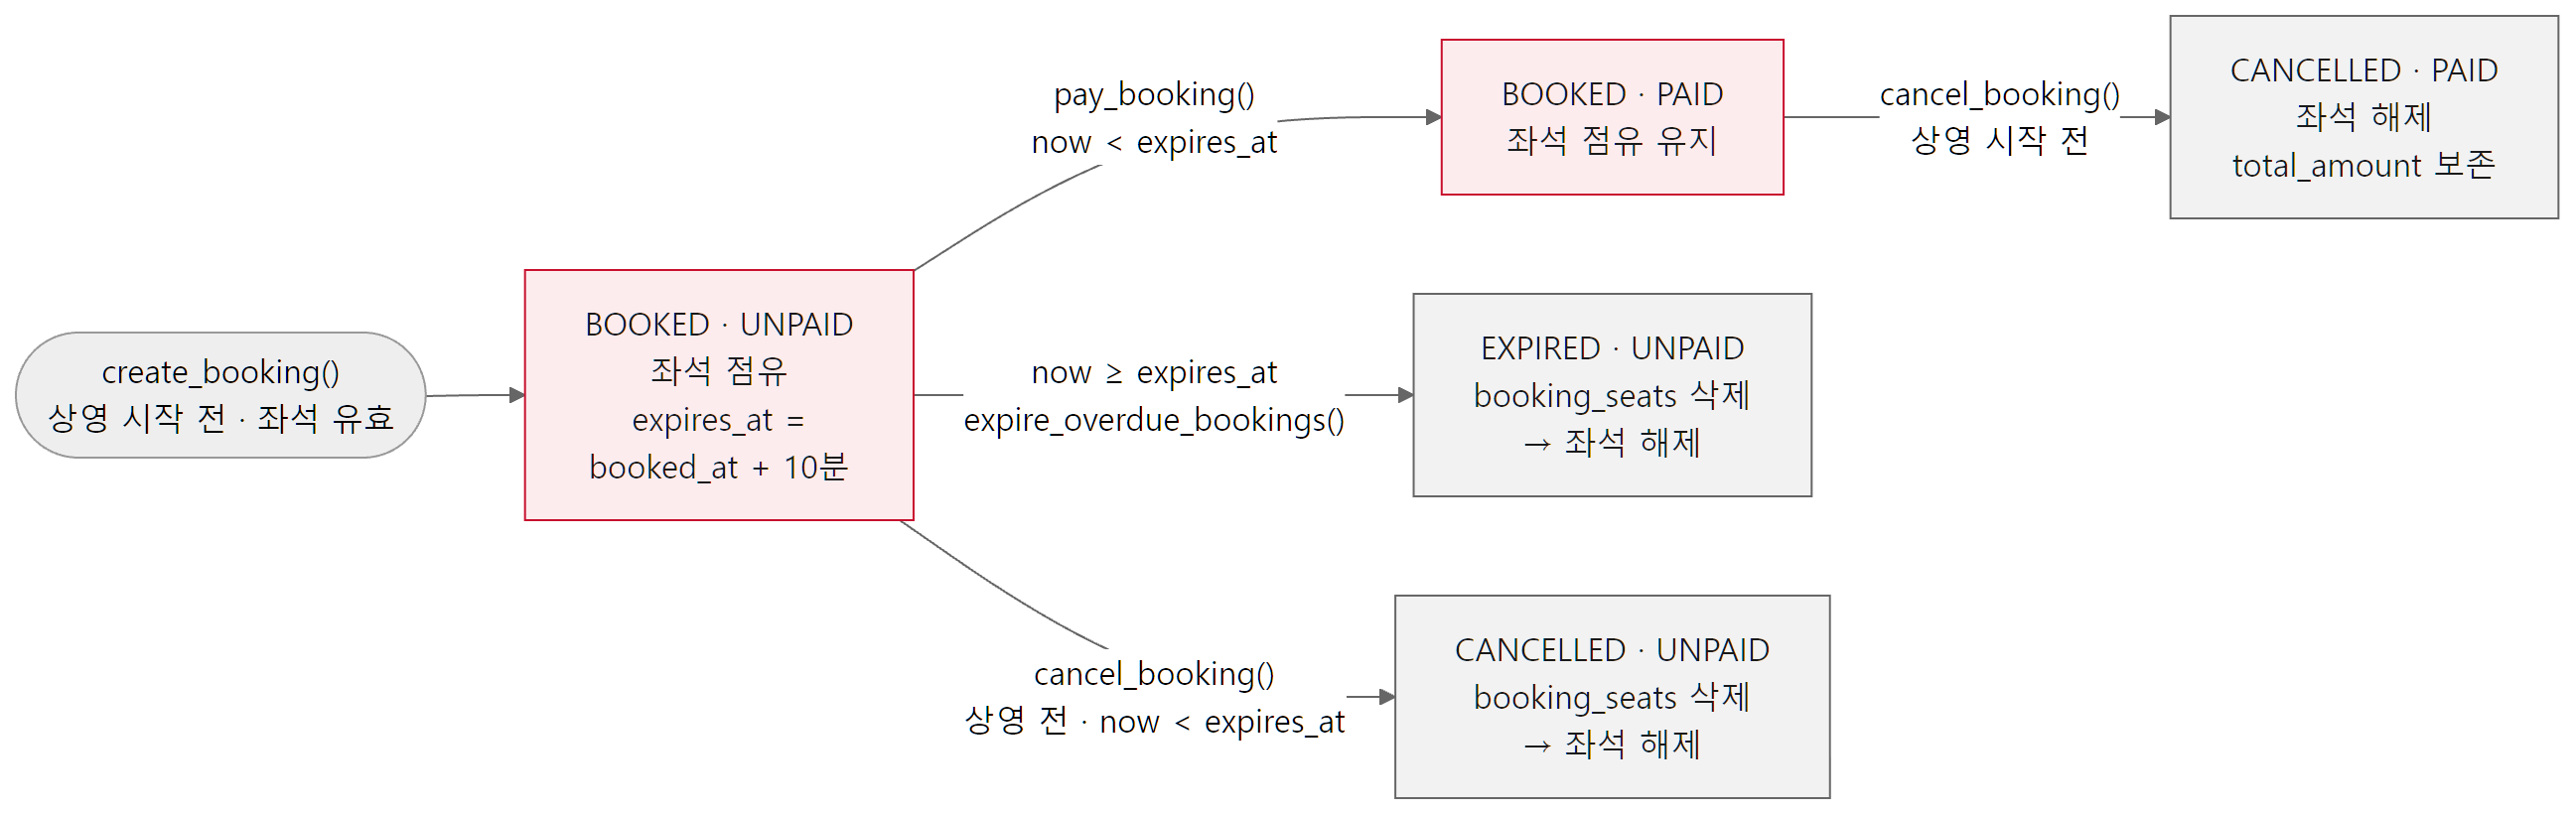 create_booking()
상영 시작 전 · 좌석 유효
BOOKED · UNPAID
좌석 점유
expires_at =
booked_at + 10분
pay_booking()
now < expires_at
BOOKED · PAID
좌석 점유 유지
cancel_booking()
상영 시작 전
CANCELLED · PAID
좌석 해제
total_amount 보존
now ≥ expires_at
expire_overdue_bookings()
EXPIRED · UNPAID
booking_seats 삭제
→ 좌석 해제
cancel_booking()
상영 전 · now < expires_at
CANCELLED · UNPAID
booking_seats 삭제
→ 좌석 해제